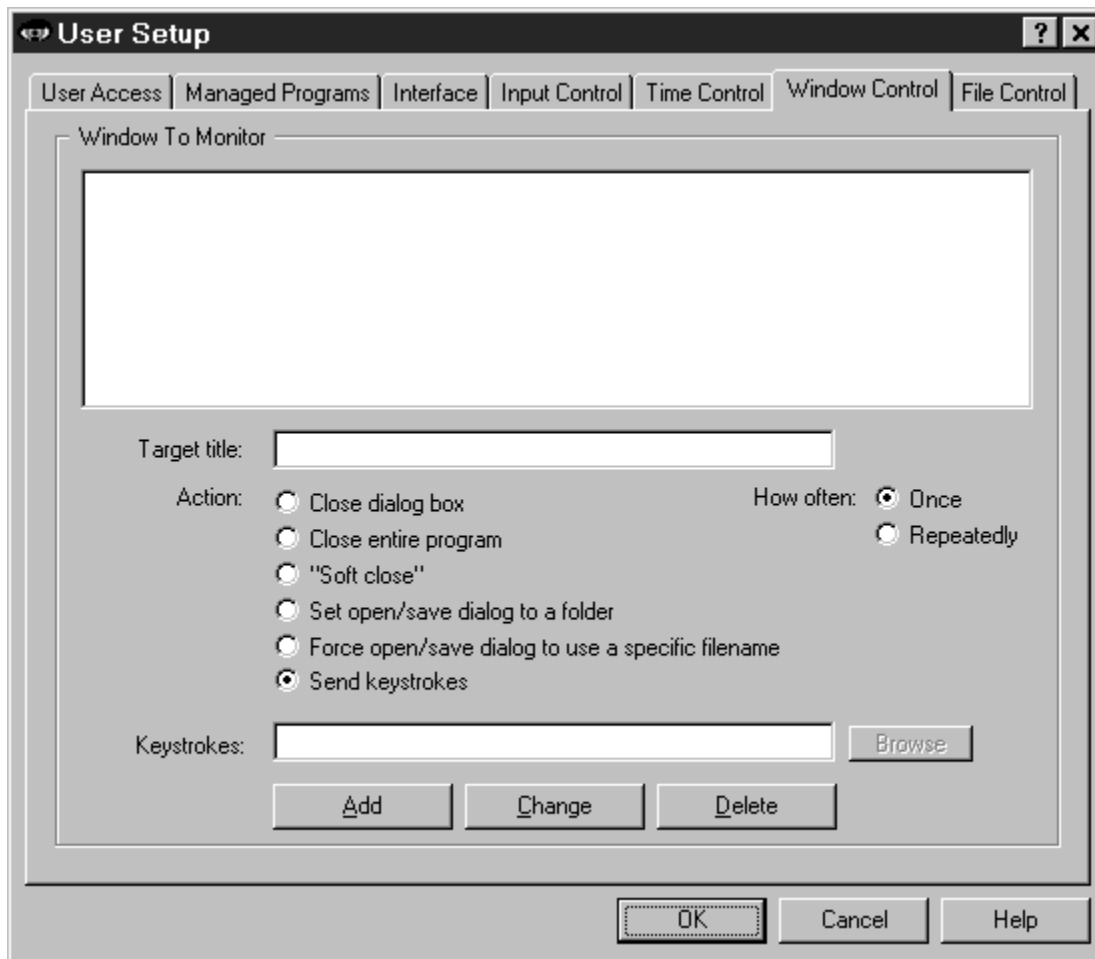 User Setup
User Access Managed Programs Interface Input Control Time Control Window Control File Control
Window To Monitor
Target title:
Action: Close dialog box How often: Once
Close entire program Repeatedly
"Soft close"
Set open/save dialog to a folder
Force open/save dialog to use a specific filename
Send keystrokes
Keystrokes: Browse
Add Change Delete
OK Cancel Help